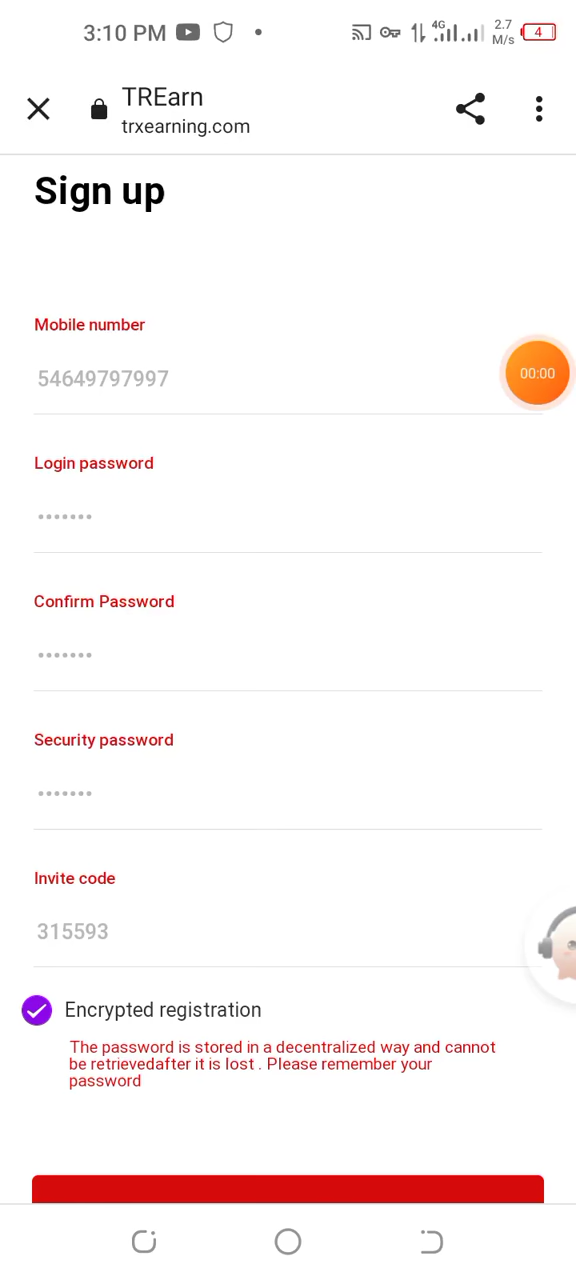 3:10 PM 4G 2.7 M/s 4
TREarn
trxearning.com
Sign up
Mobile number
54649797997
00:00
Login password
•••••••
Confirm Password
•••••••
Security password
•••••••
Invite code
315593
Encrypted registration
The password is stored in a decentralized way and cannot
be retrievedafter it is lost . Please remember your
password